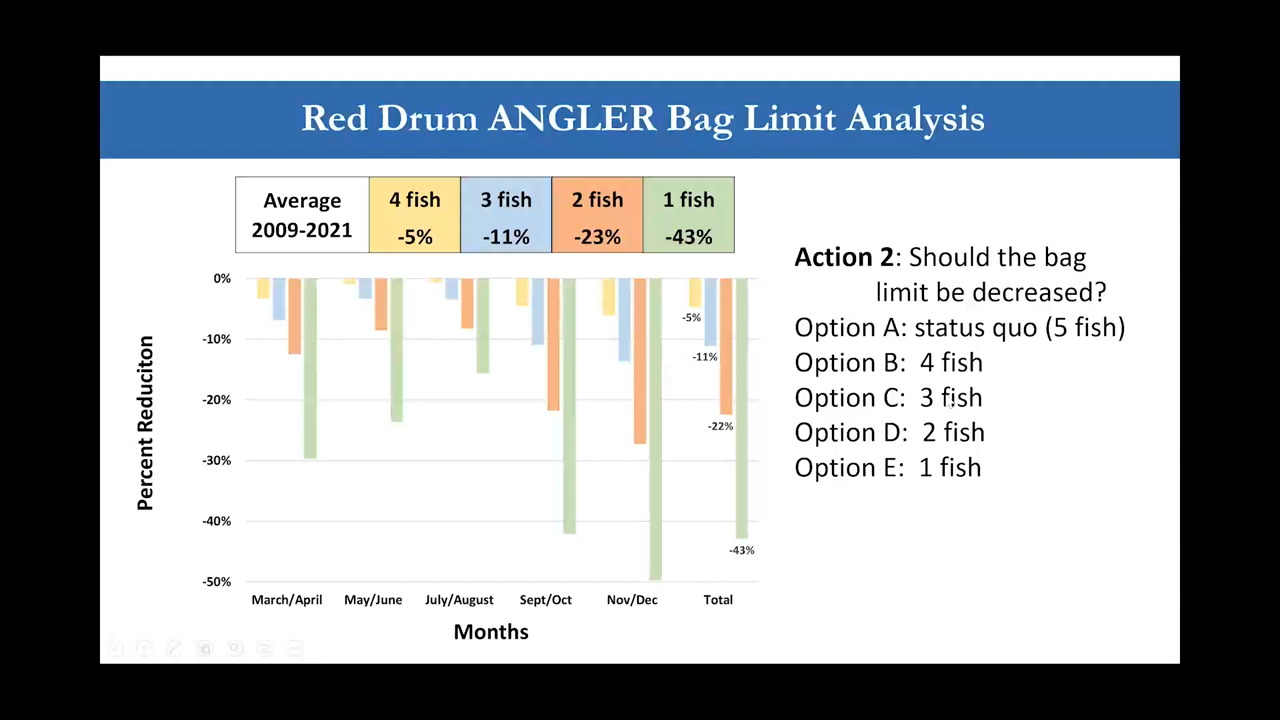 Red Drum ANGLER Bag Limit Analysis
Average
2009-2021
4 fish
-5%
3 fish
-11%
2 fish
-23%
1 fish
-43%
Percent Reduciton
0%
-10%
-20%
-30%
-40%
-50%
-5%
-11%
-22%
-43%
March/April
May/June
July/August
Sept/Oct
Nov/Dec
Total
Months
Action 2: Should the bag
limit be decreased?
Option A: status quo (5 fish)
Option B: 4 fish
Option C: 3 fish
Option D: 2 fish
Option E: 1 fish